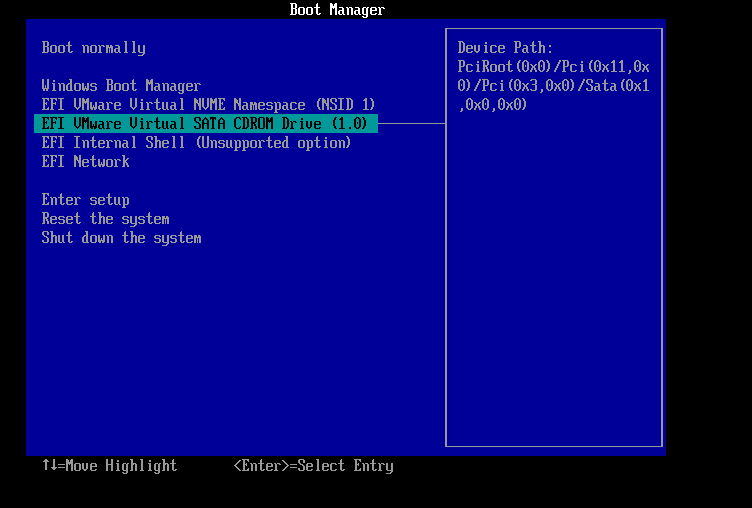 Boot Manager
Boot normally
Windows Boot Manager
EFI VMware Virtual NVME Namespace (NSID 1)
EFI VMware Virtual SATA CDROM Drive (1.0)
EFI Internal Shell (Unsupported option)
EFI Network
Enter setup
Reset the system
Shut down the system
Device Path:
PciRoot(0x0)/Pci(0x11,0x
0)/Pci(0x3,0x0)/Sata(0x1
,0x0,0x0)
↑↓=Move Highlight
<Enter>=Select Entry